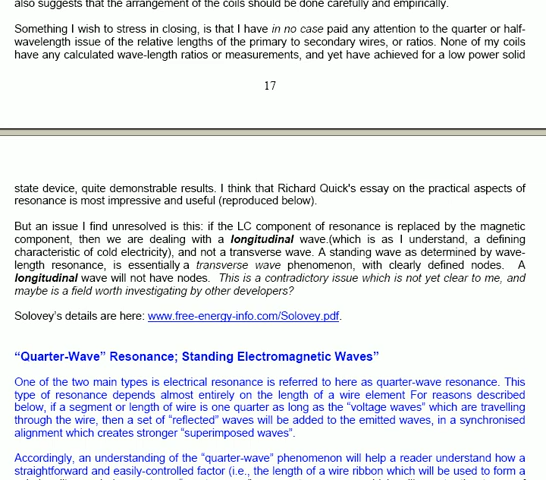 also suggests that the arrangement of the coils should be done carefully and empirically.
Something I wish to stress in closing, is that I have in no case paid any attention to the quarter or half-
wavelength issue of the relative lengths of the primary to secondary wires, or ratios. None of my coils
have any calculated wave-length ratios or measurements, and yet have achieved for a low power solid
17
state device, quite demonstrable results. I think that Richard Quick's essay on the practical aspects of
resonance is most impressive and useful (reproduced below).
But an issue I find unresolved is this: if the LC component of resonance is replaced by the magnetic
component, then we are dealing with a longitudinal wave.(which is as I understand, a defining
characteristic of cold electricity), and not a transverse wave. A standing wave as determined by wave-
length resonance, is essentially a transverse wave phenomenon, with clearly defined nodes. A
longitudinal wave will not have nodes. This is a contradictory issue which is not yet clear to me, and
maybe is a field worth investigating by other developers?
Solovey's details are here: www.free-energy-info.com/Solovey.pdf.
“Quarter-Wave” Resonance; Standing Electromagnetic Waves”
One of the two main types is electrical resonance is referred to here as quarter-wave resonance. This
type of resonance depends almost entirely on the length of a wire element For reasons described
below, if a segment or length of wire is one quarter as long as the “voltage waves” which are travelling
through the wire, then a set of “reflected” waves will be added to the emitted waves, in a synchronised
alignment which creates stronger “superimposed waves”.
Accordingly, an understanding of the “quarter-wave” phenomenon will help a reader understand how a
straightforward and easily-controlled factor (i.e., the length of a wire ribbon which will be used to form a